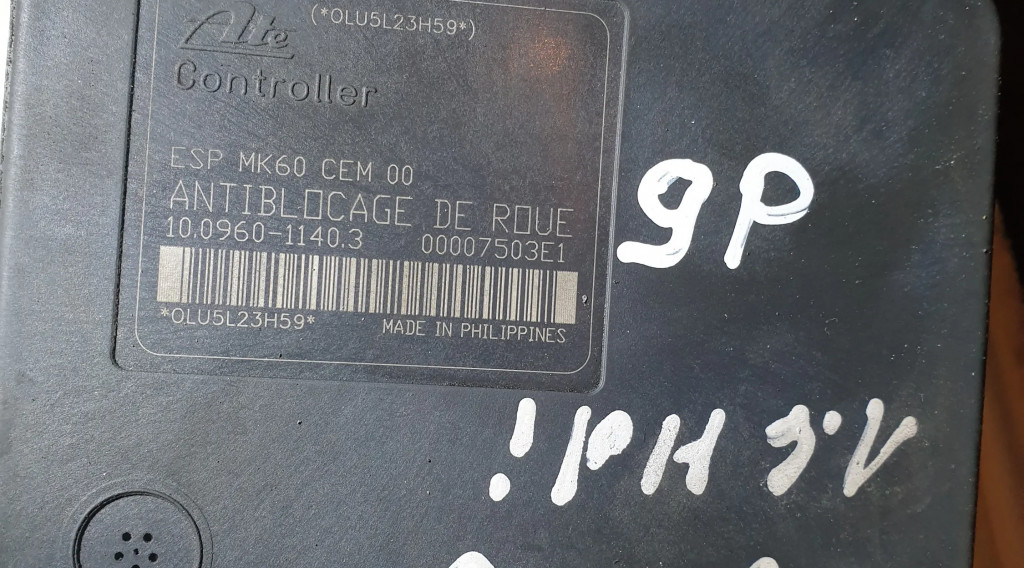 (*OLU5L23H59*)
Ate
Controller
ESP MK60 CEM 00
ANTIBLOCAGE DE ROUE
10.0960-1140.3 00007503E1
*OLU5L23H59*
MADE IN PHILIPPINES